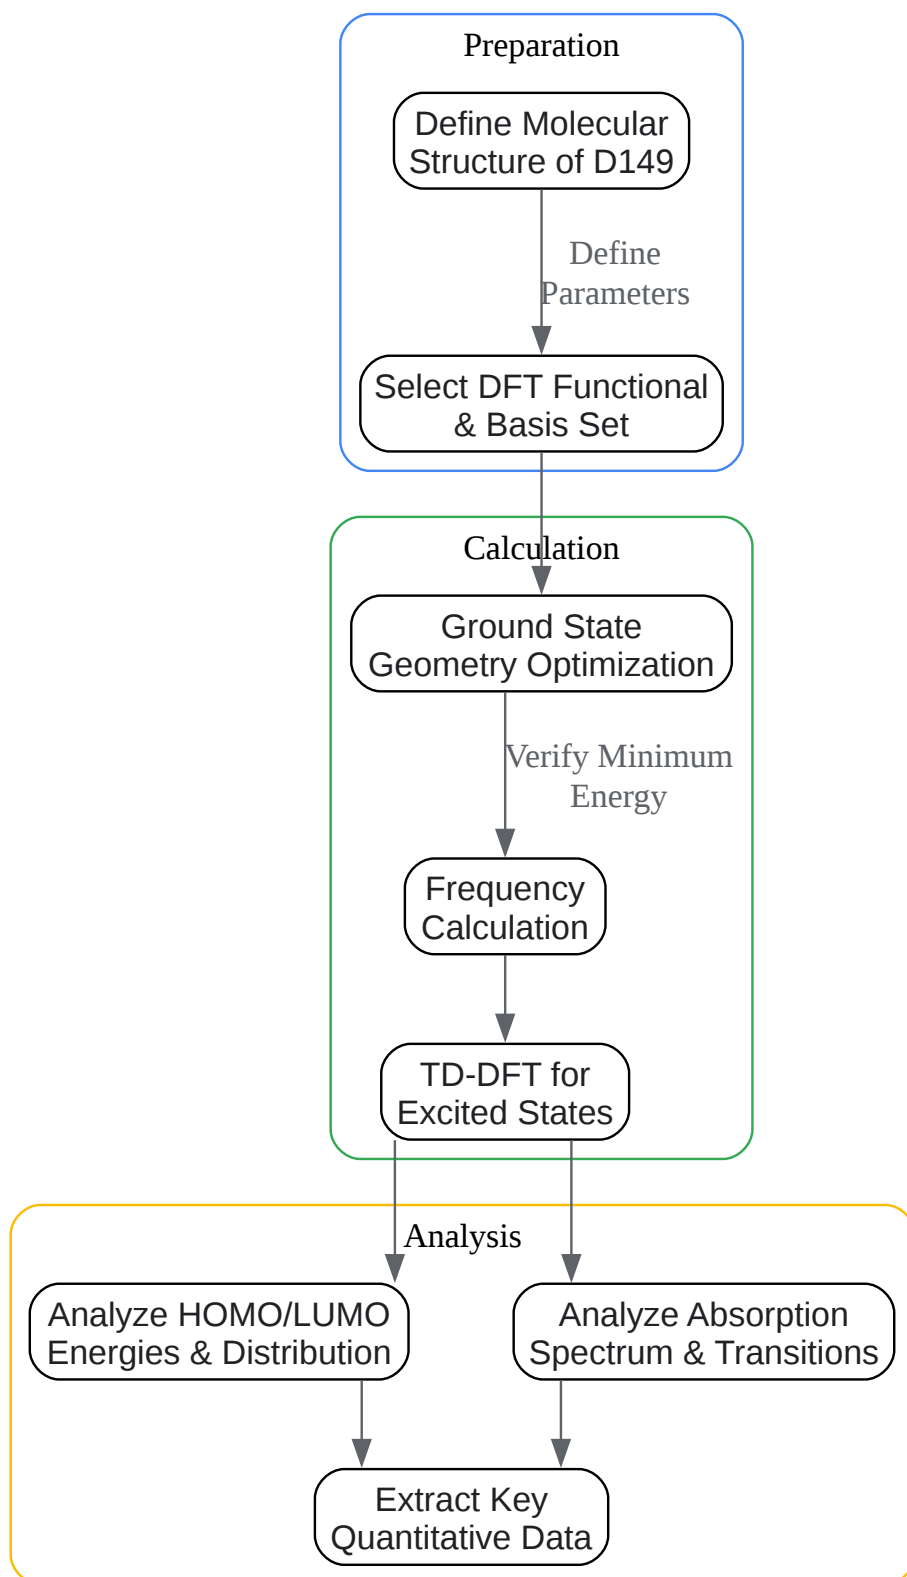 Preparation
Define Molecular
Structure of D149
Define
Parameters
Select DFT Functional
& Basis Set
Calculation
Ground State
Geometry Optimization
Verify Minimum
Energy
Frequency
Calculation
TD-DFT for
Excited States
Analysis
Analyze HOMO/LUMO
Energies & Distribution
Analyze Absorption
Spectrum & Transitions
Extract Key
Quantitative Data